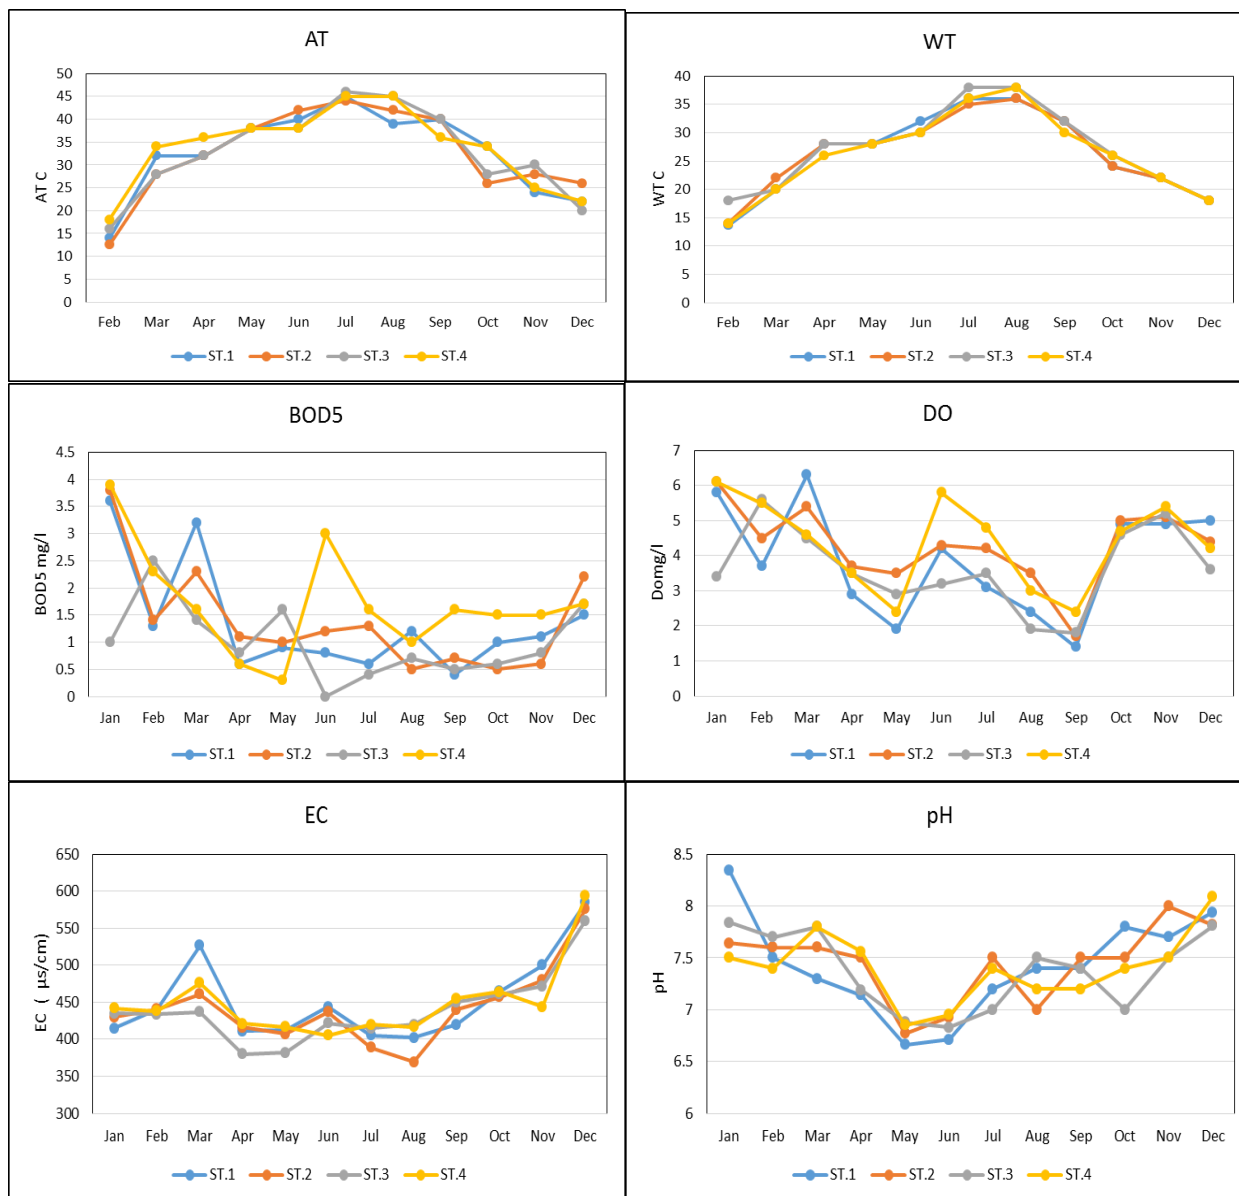 AT
AT C
50
45
40
35
30
25
20
15
10
5
0
Feb Mar Apr May Jun Jul Aug Sep Oct Nov Dec
ST.1 ST.2 ST.3 ST.4
WT
WT C
40
35
30
25
20
15
10
5
0
Feb Mar Apr May Jun Jul Aug Sep Oct Nov Dec
ST.1 ST.2 ST.3 ST.4
BOD5
BOD5 mg/l
4.5
4
3.5
3
2.5
2
1.5
1
0.5
0
Jan Feb Mar Apr May Jun Jul Aug Sep Oct Nov Dec
ST.1 ST.2 ST.3 ST.4
DO
Domg/l
7
6
5
4
3
2
1
0
Jan Feb Mar Apr May Jun Jul Aug Sep Oct Nov Dec
ST.1 ST.2 ST.3 ST.4
EC
EC ( µs/cm)
650
600
550
500
450
400
350
300
Jan Feb Mar Apr May Jun Jul Aug Sep Oct Nov Dec
ST.1 ST.2 ST.3 ST.4
pH
pH
8.5
8
7.5
7
6.5
6
Jan Feb Mar Apr May Jun Jul Aug Sep Oct Nov Dec
ST.1 ST.2 ST.3 ST.4